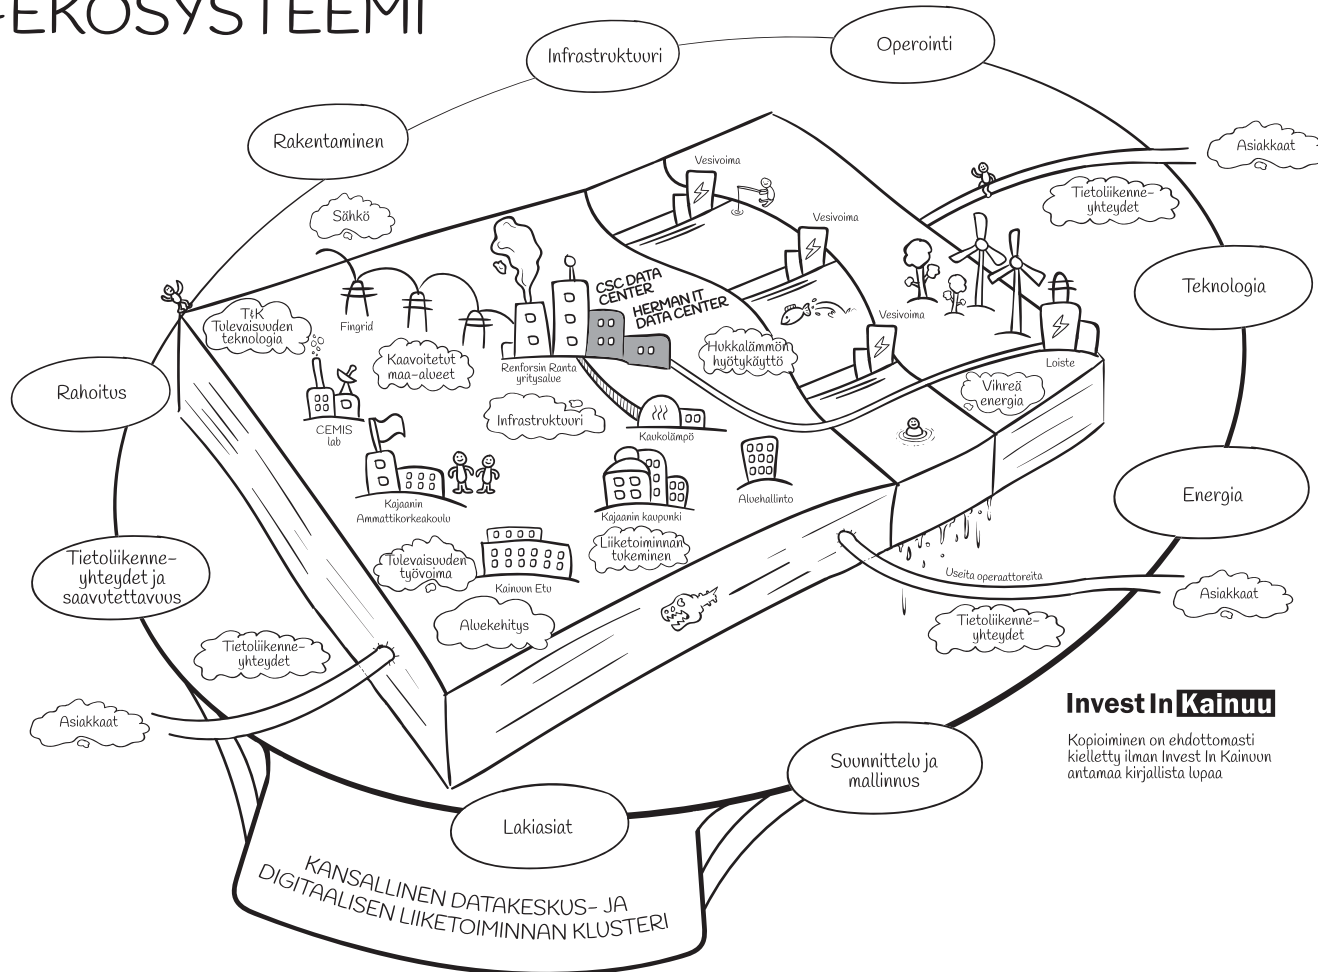 -EKOSYSTEEMI
Infrastruktuuri
Operointi
Rakentaminen
Asiakkaat
Vesivoima
Tietoliikenne-
yhteydet
Sähkö
Vesivoima
Teknologia
CSC DATA
CENTER
HERMAN IT
DATA CENTER
T&K
Tulevaisuuden
teknologia
Fingrid
Vesivoima
Kaavoitetut
maa-alueet
Renforsin Ranta
yritysalue
Hukkalämmön
hyötykäyttö
Loiste
Rahoitus
Vihreä
energia
Infrastruktuuri
CEMIS
lab
Kaukolämpö
Aluehallinto
Energia
Kajaanin
Ammattikorkeakoulu
Kajaanin kaupunki
Tietoliikenne-
yhteydet ja
saavutettavuus
Tulevaisuuden
työvoima
Liiketoiminnan
tukeminen
Kainuun Etu
Useita operaattoreita
Asiakkaat
Aluekehitys
Tietoliikenne-
yhteydet
Tietoliikenne-
yhteydet
Asiakkaat
Invest In Kainuu
Kopioiminen on ehdottomasti
kielletty ilman Invest In Kainuun
antamaa kirjallista lupaa
Suunnittelu ja
mallinnus
Lakiasiat
KANSALLINEN DATAKESKUS- JA
DIGITAALISEN LIIKETOIMINNAN KLUSTERI